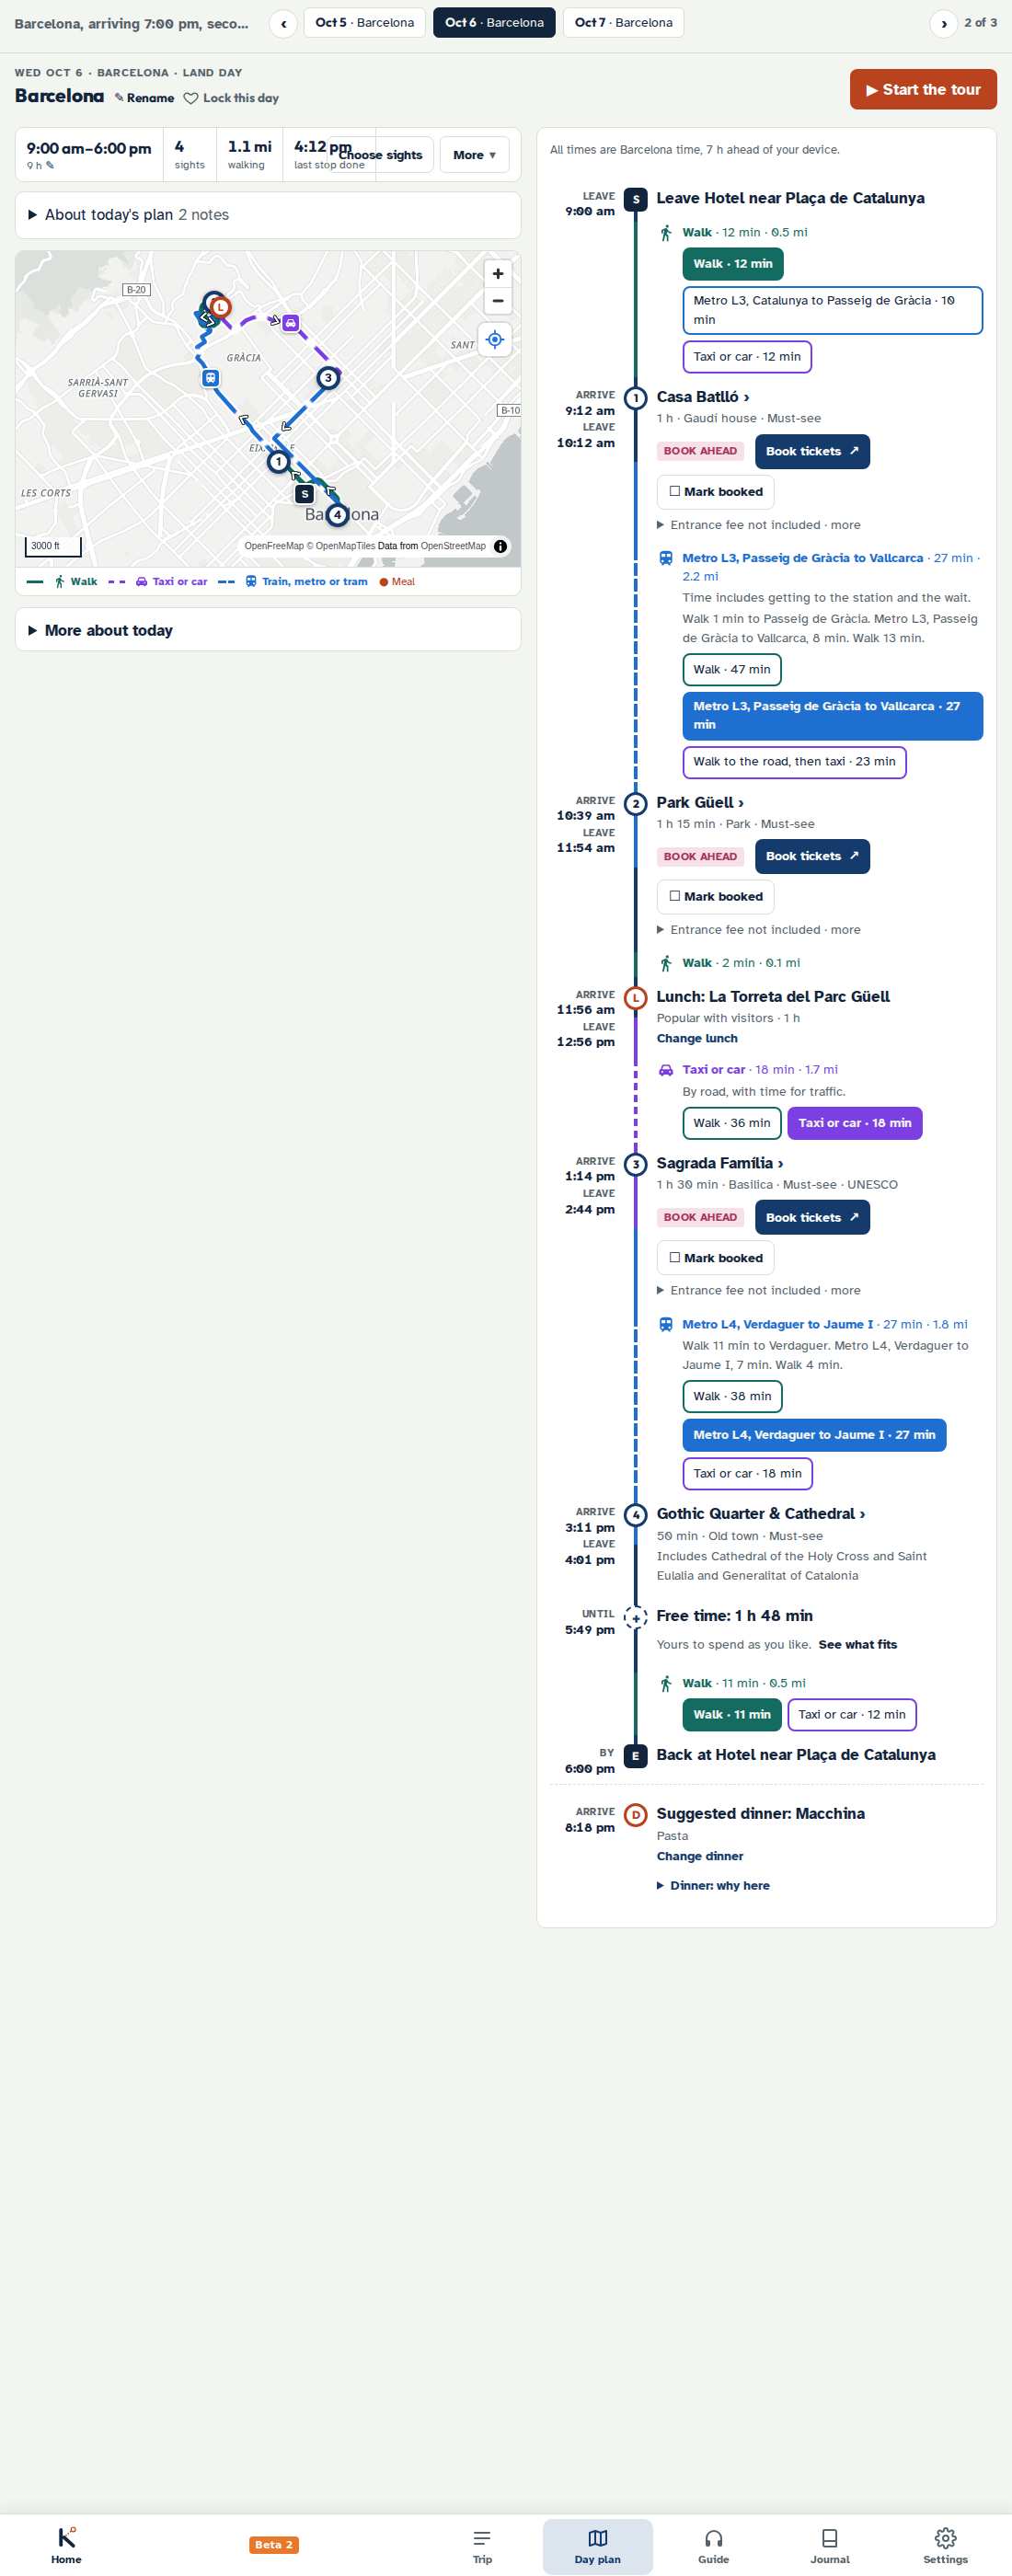 Barcelona, arriving 7:00 pm, seco...
‹
Oct 5 · Barcelona
Oct 6 · Barcelona
Oct 7 · Barcelona
›
2 of 3
WED OCT 6 · BARCELONA · LAND DAY
Barcelona
✎ Rename
Lock this day
▶ Start the tour
9:00 am–6:00 pm
9 h ✎
4
sights
1.1 mi
walking
4:12 pm
last stop done
Choose sights
More ▾
▶ About today's plan 2 notes
B-20
L
GRÀCIA
SANT
SARRIÀ-SANT
GERVASI
3
B-10
1
LES CORTS
S
4
3000 ft
OpenFreeMap © OpenMapTiles Data from OpenStreetMap
+
−
Walk
Taxi or car
Train, metro or tram
Meal
▶ More about today
All times are Barcelona time, 7 h ahead of your device.
LEAVE
9:00 am
S
Leave Hotel near Plaça de Catalunya
Walk · 12 min · 0.5 mi
Walk · 12 min
Metro L3, Catalunya to Passeig de Gràcia · 10
min
Taxi or car · 12 min
ARRIVE
9:12 am
LEAVE
10:12 am
1
Casa Batlló ›
1 h · Gaudí house · Must-see
BOOK AHEAD
Book tickets ↗
☐ Mark booked
▶ Entrance fee not included · more
Metro L3, Passeig de Gràcia to Vallcarca · 27 min ·
2.2 mi
Time includes getting to the station and the wait.
Walk 1 min to Passeig de Gràcia. Metro L3, Passeig
de Gràcia to Vallcarca, 8 min. Walk 13 min.
Walk · 47 min
Metro L3, Passeig de Gràcia to Vallcarca · 27
min
Walk to the road, then taxi · 23 min
ARRIVE
10:39 am
LEAVE
11:54 am
2
Park Güell ›
1 h 15 min · Park · Must-see
BOOK AHEAD
Book tickets ↗
☐ Mark booked
▶ Entrance fee not included · more
Walk · 2 min · 0.1 mi
ARRIVE
11:56 am
LEAVE
12:56 pm
L
Lunch: La Torreta del Parc Güell
Popular with visitors · 1 h
Change lunch
Taxi or car · 18 min · 1.7 mi
By road, with time for traffic.
Walk · 36 min
Taxi or car · 18 min
ARRIVE
1:14 pm
LEAVE
2:44 pm
3
Sagrada Família ›
1 h 30 min · Basilica · Must-see · UNESCO
BOOK AHEAD
Book tickets ↗
☐ Mark booked
▶ Entrance fee not included · more
Metro L4, Verdaguer to Jaume I · 27 min · 1.8 mi
Walk 11 min to Verdaguer. Metro L4, Verdaguer to
Jaume I, 7 min. Walk 4 min.
Walk · 38 min
Metro L4, Verdaguer to Jaume I · 27 min
Taxi or car · 18 min
ARRIVE
3:11 pm
LEAVE
4:01 pm
4
Gothic Quarter & Cathedral ›
50 min · Old town · Must-see
Includes Cathedral of the Holy Cross and Saint
Eulalia and Generalitat of Catalonia
UNTIL
5:49 pm
+
Free time: 1 h 48 min
Yours to spend as you like. See what fits
Walk · 11 min · 0.5 mi
Walk · 11 min
Taxi or car · 12 min
BY
6:00 pm
E
Back at Hotel near Plaça de Catalunya
ARRIVE
8:18 pm
D
Suggested dinner: Macchina
Pasta
Change dinner
▶ Dinner: why here
Home
Beta 2
Trip
Day plan
Guide
Journal
Settings